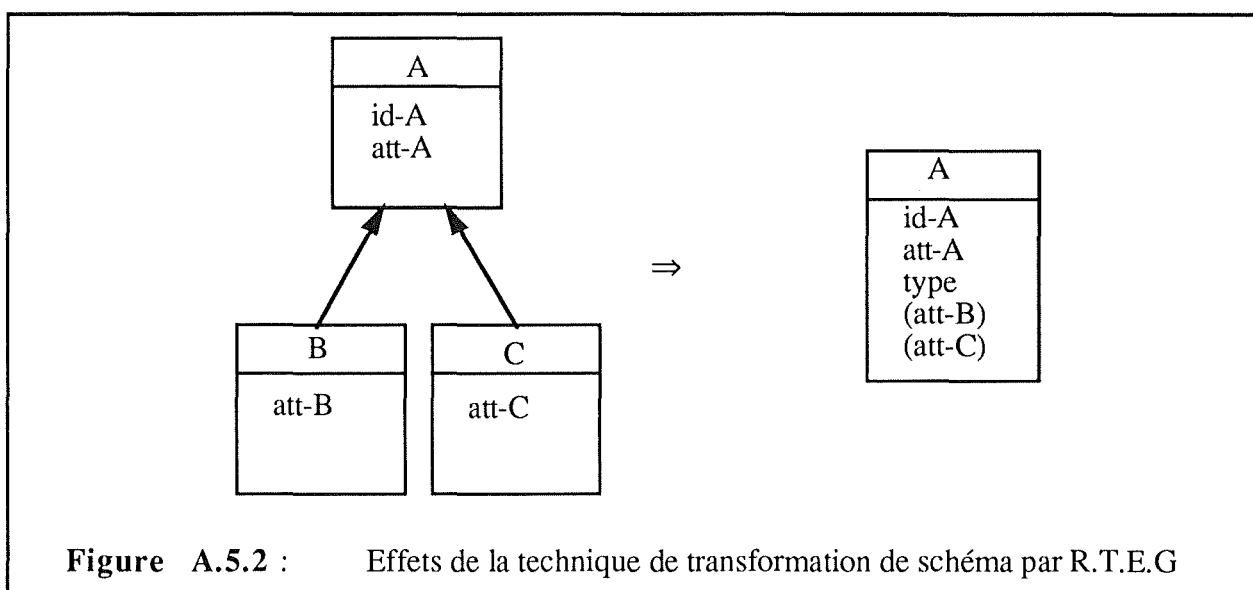 A
id-A
att-A
B
att-B
C
att-C
⇒
A
id-A
att-A
type
(att-B)
(att-C)
Figure A.5.2 : Effets de la technique de transformation de schéma par R.T.E.G